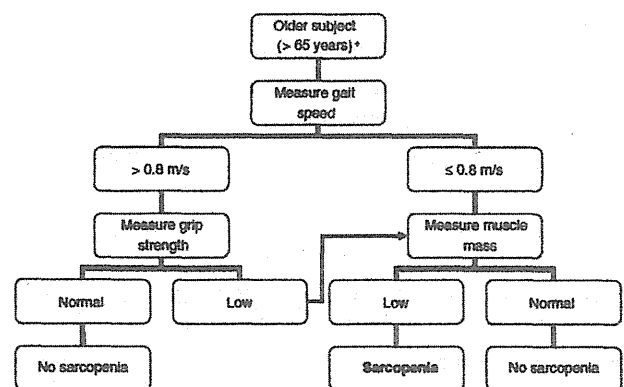 Older subject
(> 65 years)*
Measure gait
speed
> 0.8 m/s
≤ 0.8 m/s
Measure grip
strength
Measure muscle
mass
Normal
Low
Low
Normal
No sarcopenia
Sarcopenia
No sarcopenia